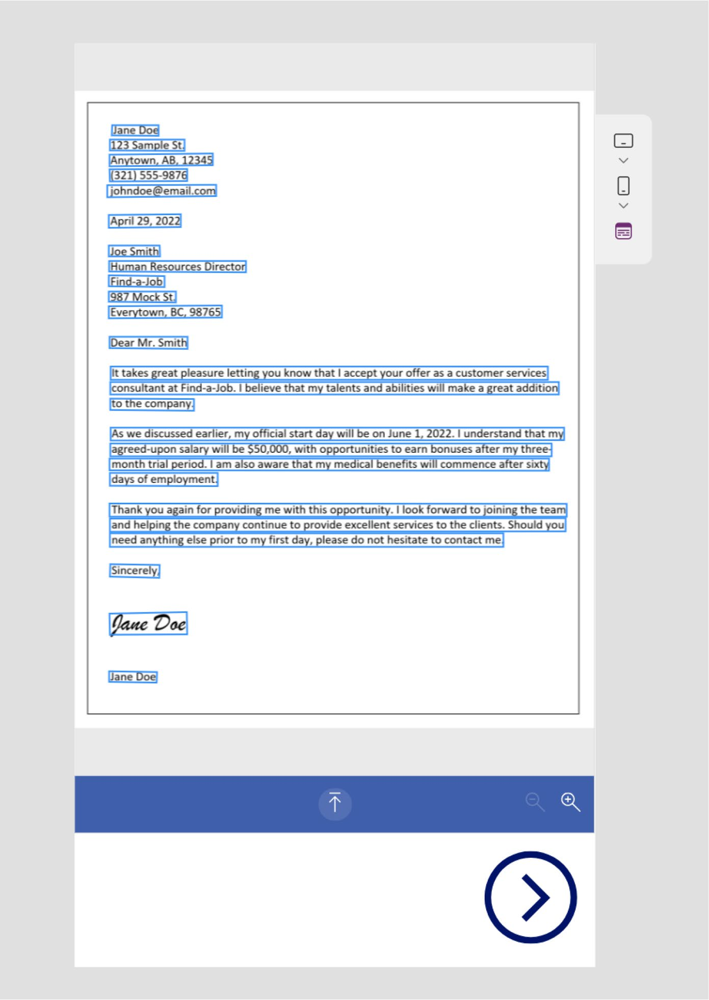 Jane Doe
123 Sample St.
Anytown, AB, 12345
(321) 555-9876
johndoe@email.com
April 29, 2022
Joe Smith
Human Resources Director
Find-a-Job
987 Mock St.
Everytown, BC, 98765
Dear Mr. Smith
It takes great pleasure letting you know that I accept your offer as a customer services
consultant at Find-a-Job. I believe that my talents and abilities will make a great addition
to the company.
As we discussed earlier, my official start day will be on June 1, 2022. I understand that my
agreed-upon salary will be $50,000, with opportunities to earn bonuses after my three-
month trial period. I am also aware that my medical benefits will commence after sixty
days of employment.
Thank you again for providing me with this opportunity. I look forward to joining the team
and helping the company continue to provide excellent services to the clients. Should you
need anything else prior to my first day, please do not hesitate to contact me.
Sincerely,
Jane Doe
Jane Doe